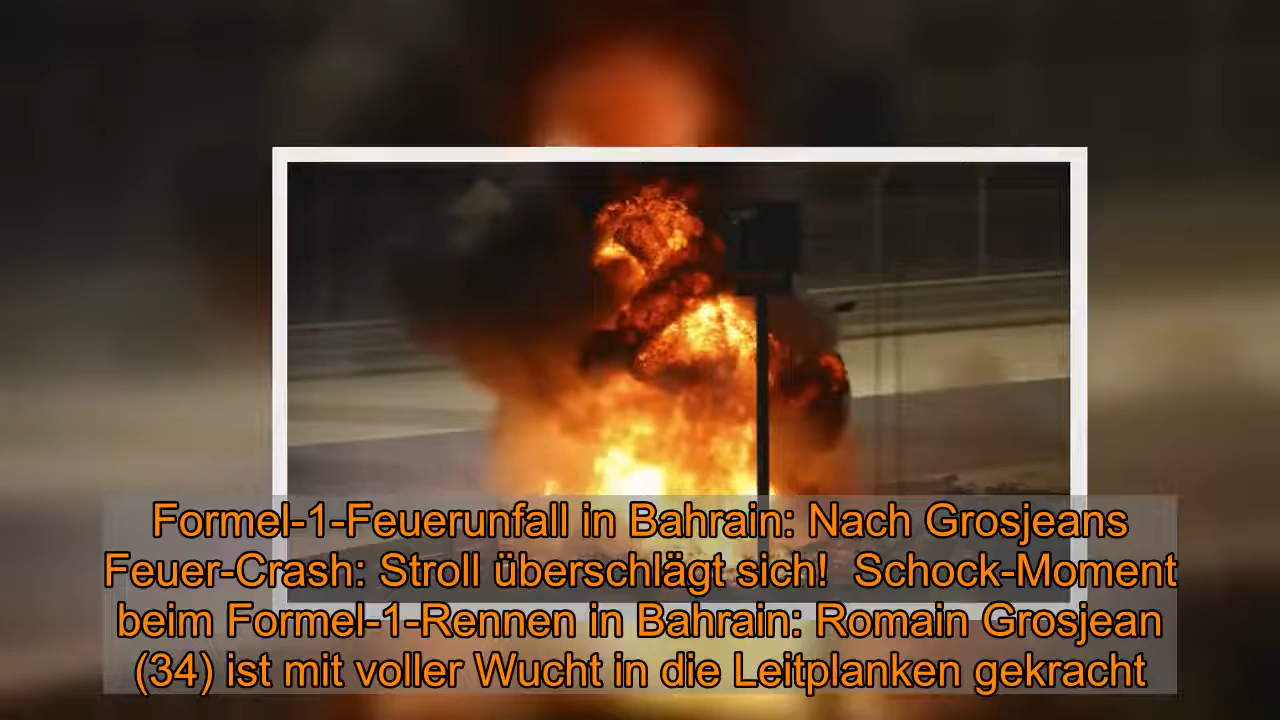 Formel-1-Feuerunfall in Bahrain: Nach Grosjeans
Feuer-Crash: Stroll überschlägt sich!  Schock-Moment
beim Formel-1-Rennen in Bahrain: Romain Grosjean
(34) ist mit voller Wucht in die Leitplanken gekracht